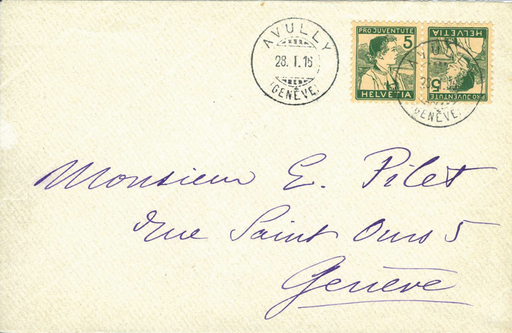 AVULLY
28.I.16
(GENÈVE)
PRO JUVENTUTE
5
HELVETIA
HELVETIA
5
PRO JUVENTUTE
GENÈVE)
Monsieur E. Pilet
rue Saint Ours 5
Genève